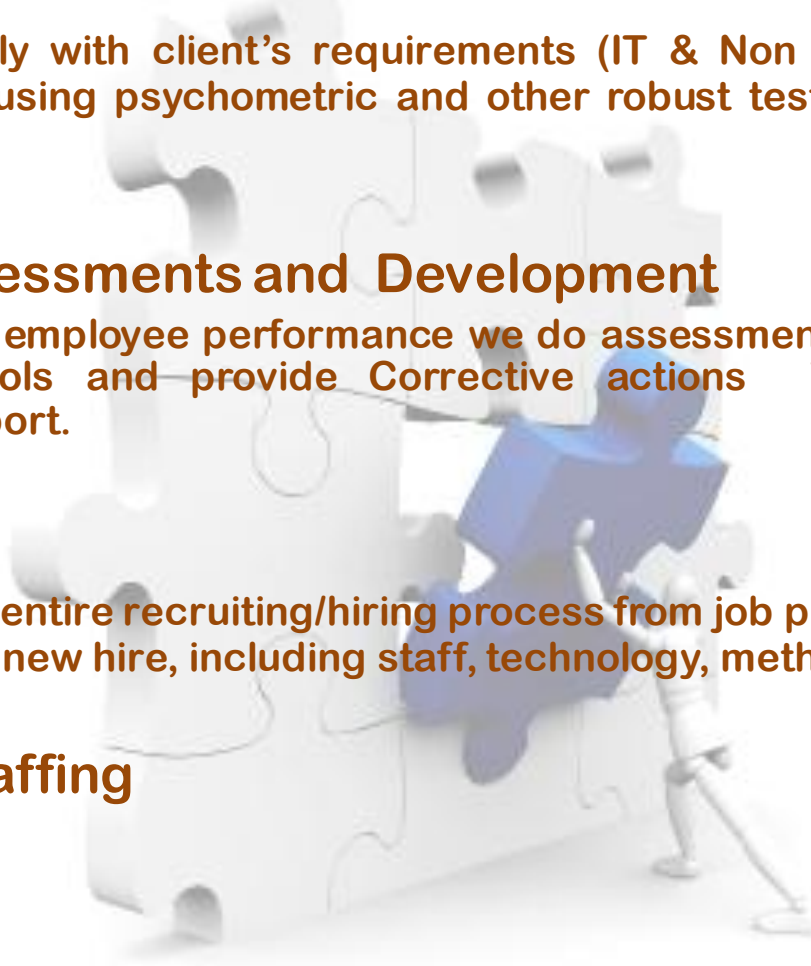 ly with client’s requirements (IT & Non
using psychometric and other robust test
essments and Development
employee performance we do assessmen
ols and provide Corrective actions
ort.
entire recruiting/hiring process from job p
new hire, including staff, technology, meth
affing